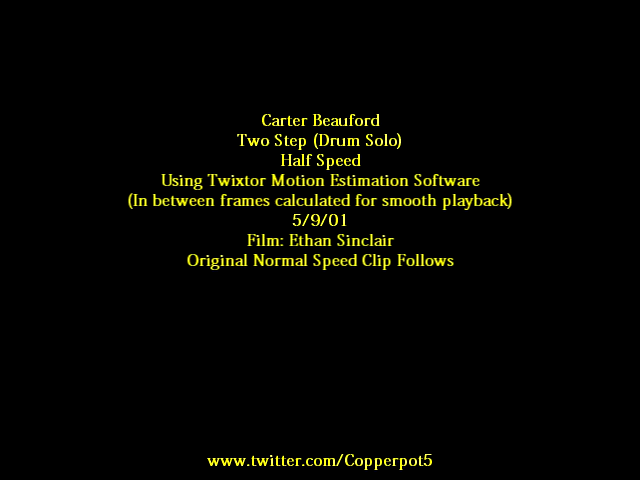 Carter Beauford
Two Step (Drum Solo)
Half Speed
Using Twixtor Motion Estimation Software
(In between frames calculated for smooth playback)
5/9/01
Film: Ethan Sinclair
Original Normal Speed Clip Follows
www.twitter.com/Copperpot5